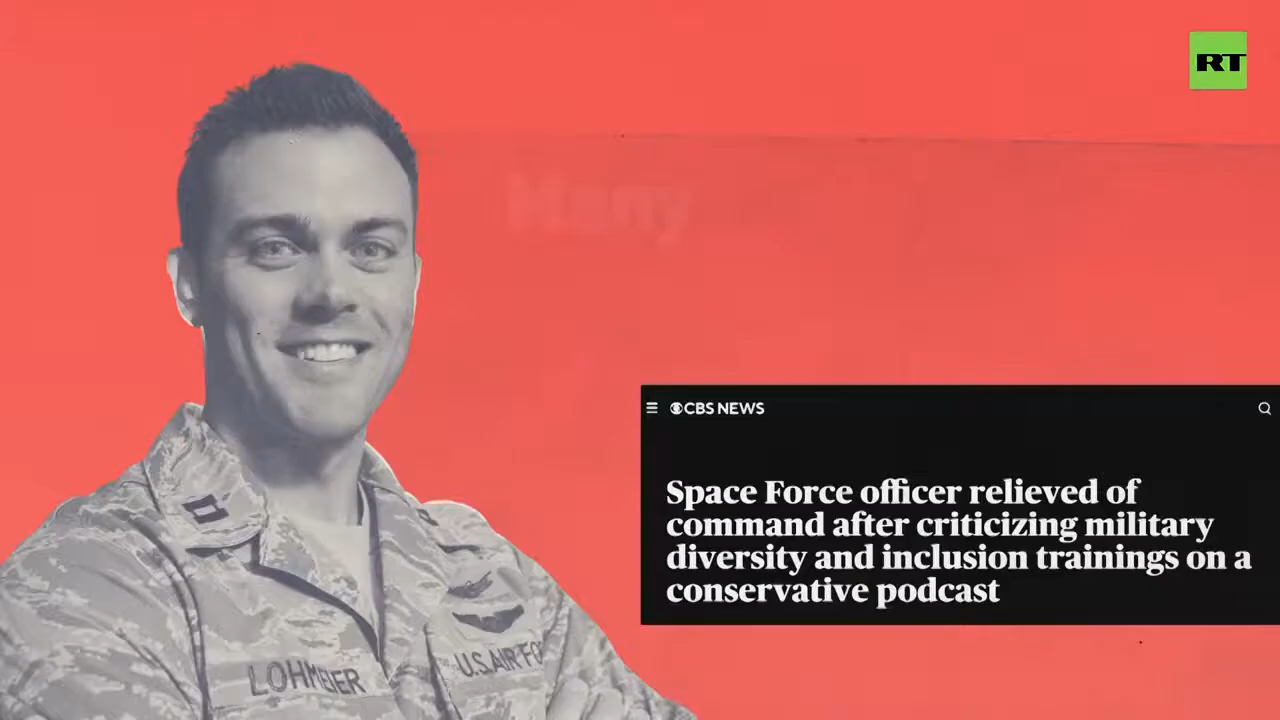 RT
Many
CBS NEWS
Space Force officer relieved of
command after criticizing military
diversity and inclusion trainings on a
conservative podcast
LOHMEIER
U.S. AIR FO